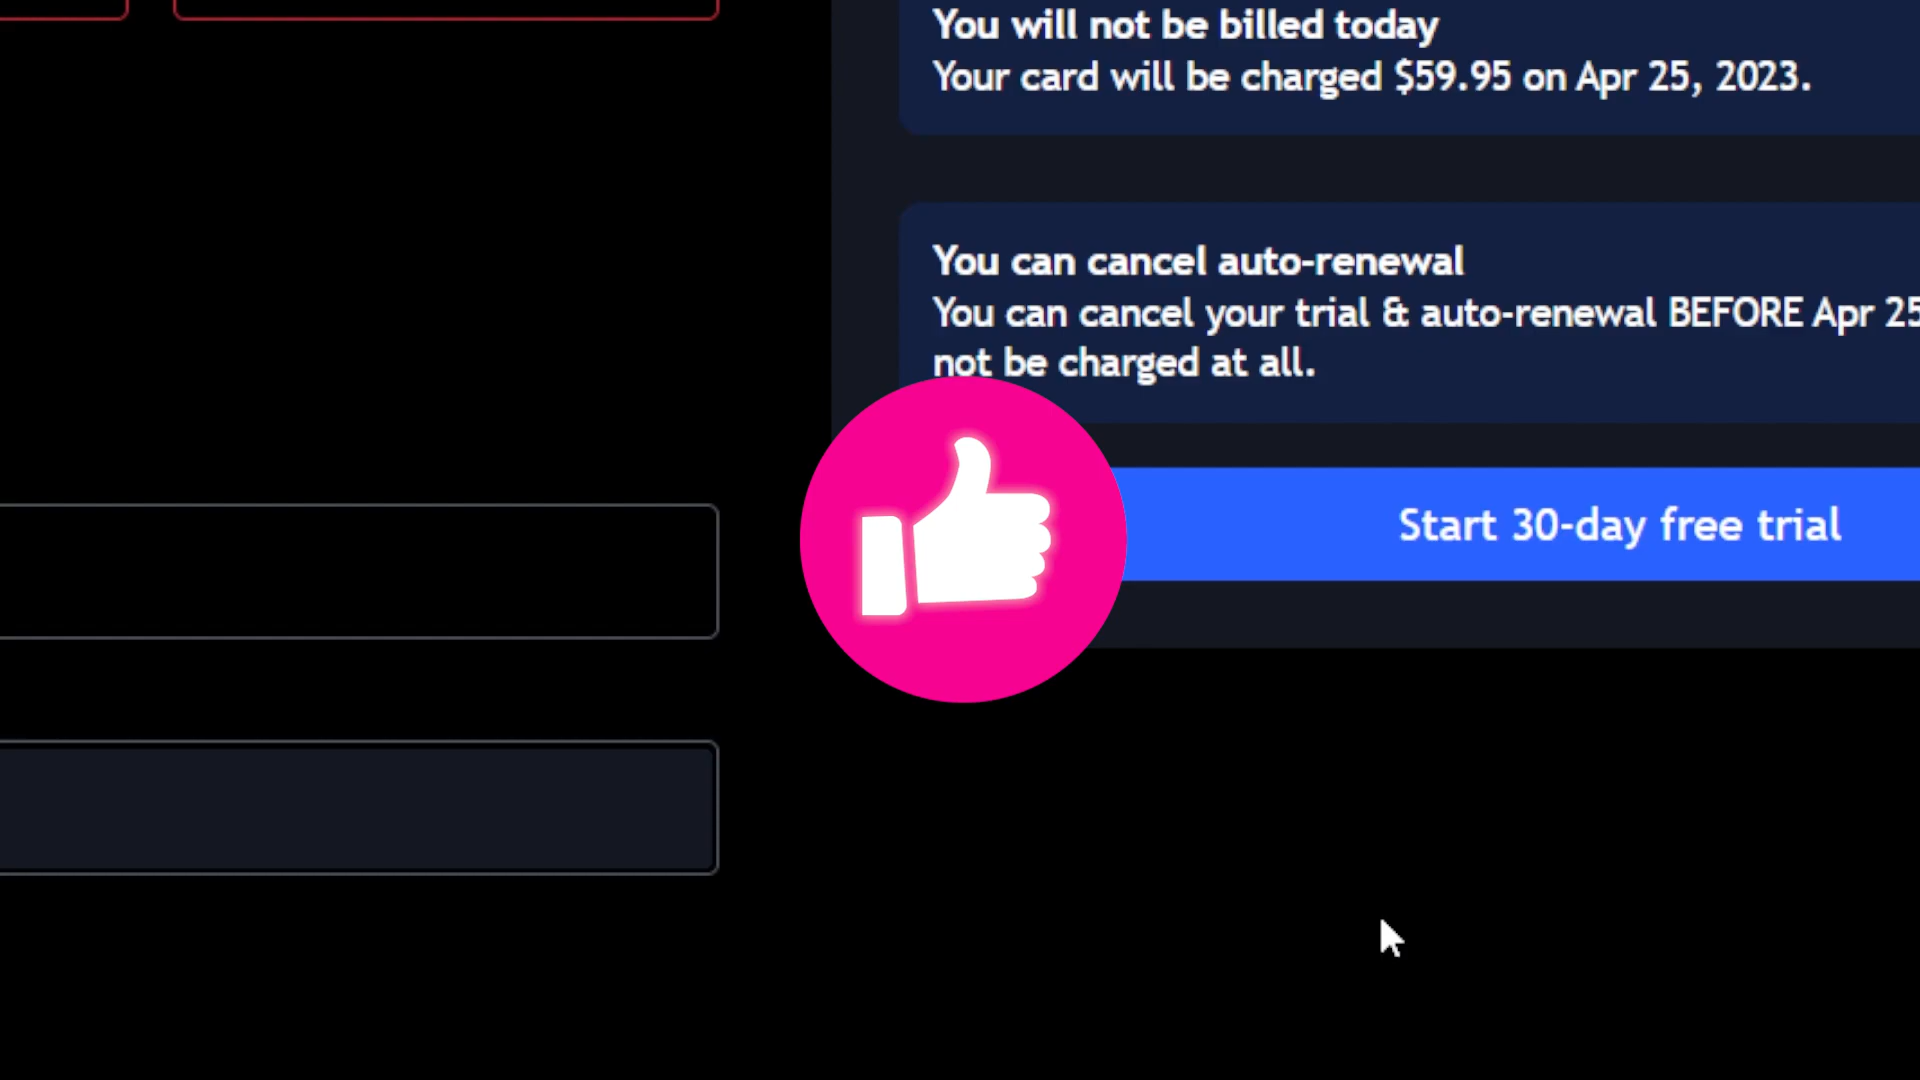 You will not be billed today
Your card will be charged $59.95 on Apr 25, 2023.
You can cancel auto-renewal
You can cancel your trial & auto-renewal BEFORE Apr 25
not be charged at all.
Start 30-day free trial